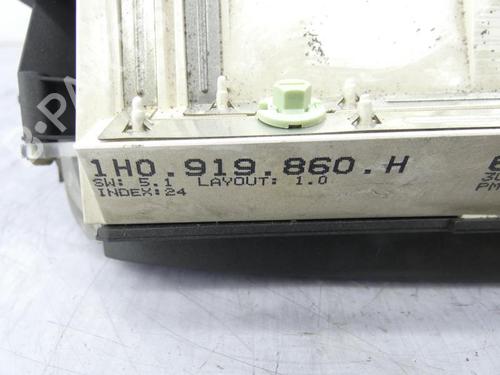 1H0.919.860.H
SW: 5.1 LAYOUT: 1.0
INDEX:24